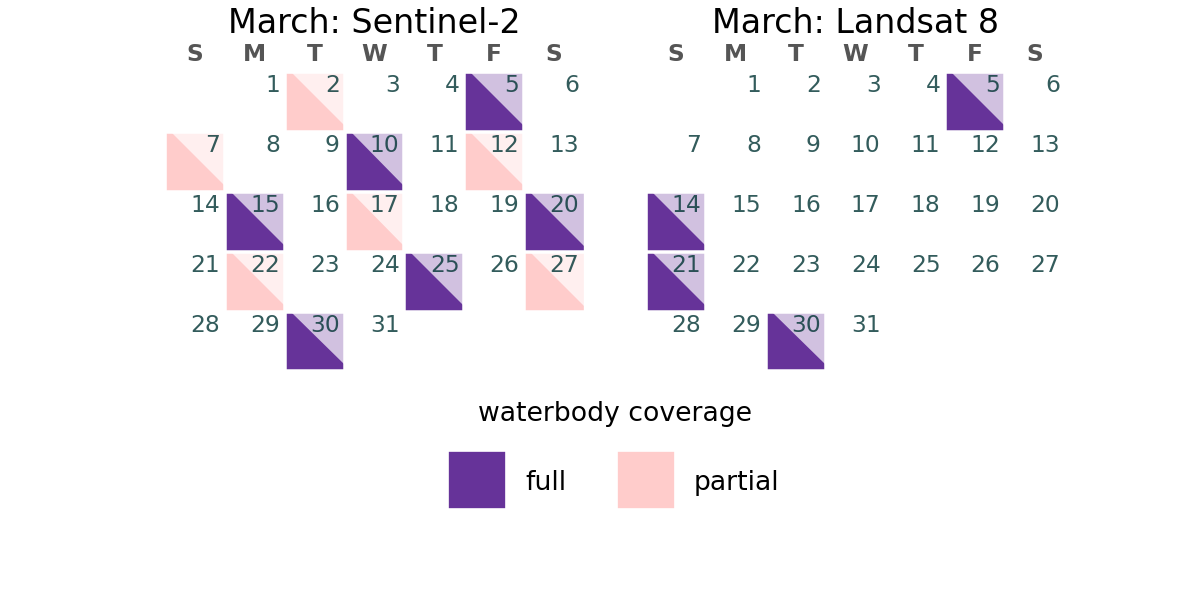 March: Sentinel-2
S M T W T F S
1 2 3 4 5 6
7 8 9 10 11 12 13
14 15 16 17 18 19 20
21 22 23 24 25 26 27
28 29 30 31
March: Landsat 8
S M T W T F S
1 2 3 4 5 6
7 8 9 10 11 12 13
14 15 16 17 18 19 20
21 22 23 24 25 26 27
28 29 30 31
waterbody coverage
full
partial